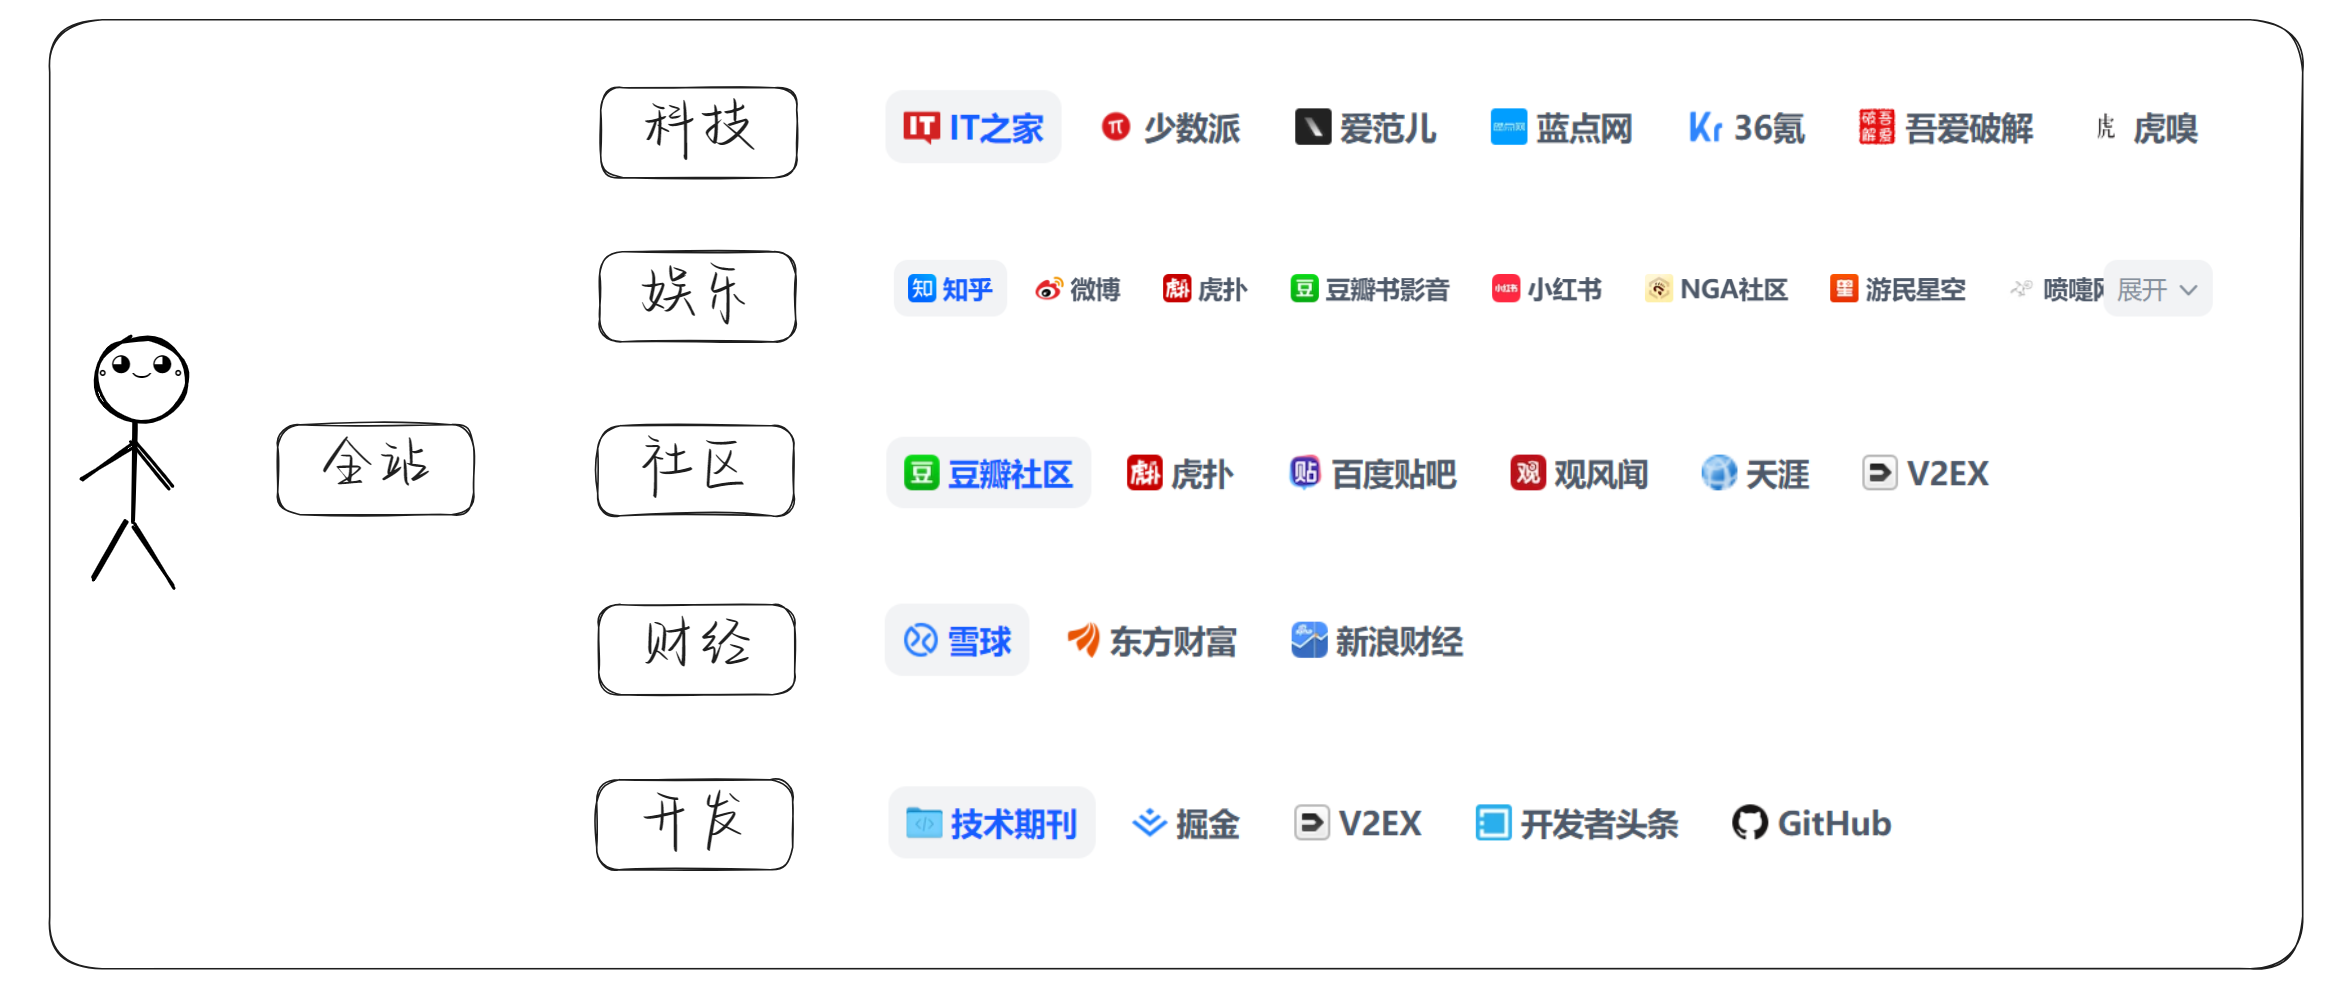 科技
IT之家 少数派 爱范儿 蓝点网 36氪 吾爱破解 虎嗅
娱乐
知乎 微博 虎扑 豆瓣书影音 小红书 NGA社区 游民星空 喷嚏 展开
全站
社区
豆瓣社区 虎扑 百度贴吧 观风闻 天涯 V2EX
财经
雪球 东方财富 新浪财经
开发
技术期刊 掘金 V2EX 开发者头条 GitHub